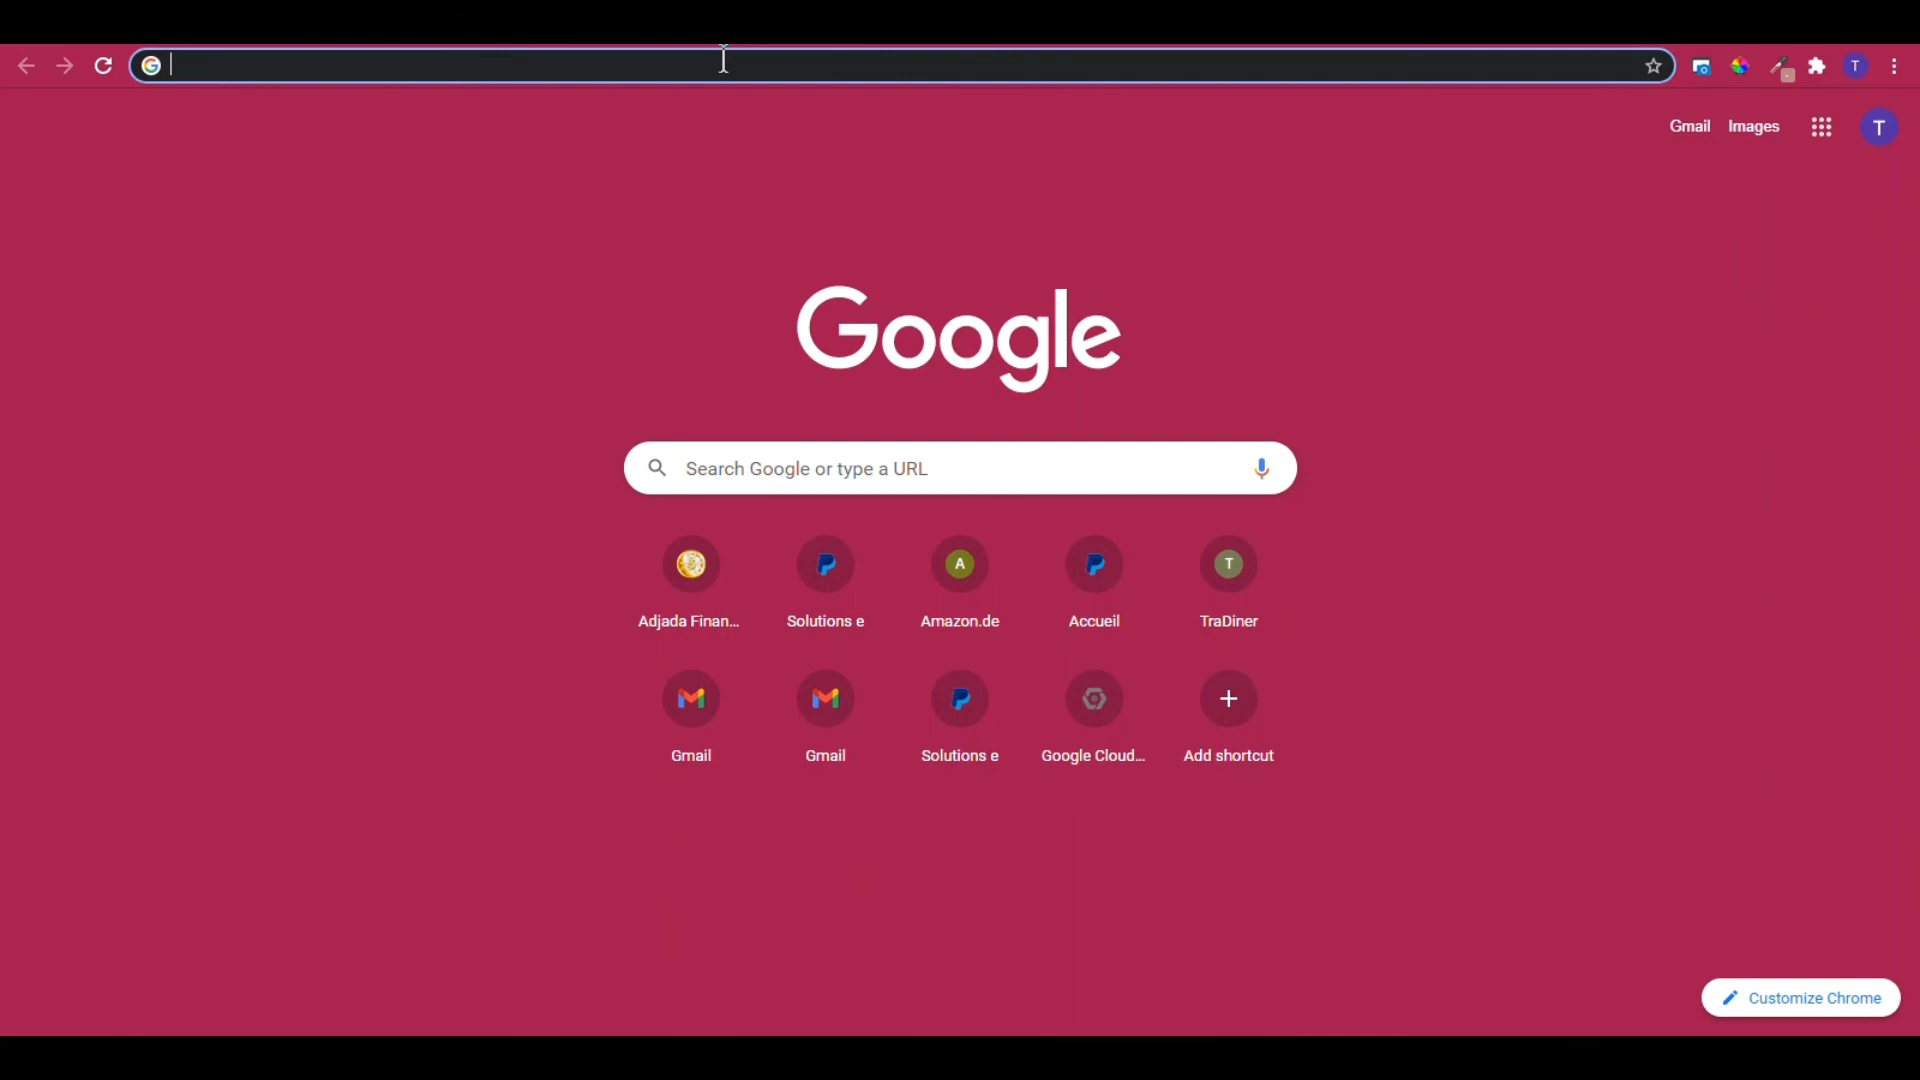 T
Gmail Images
T
Google
Search Google or type a URL
A
T
Adjada Finan... Solutions e Amazon.de Accueil TraDiner
Gmail Gmail Solutions e Google Cloud... Add shortcut
Customize Chrome